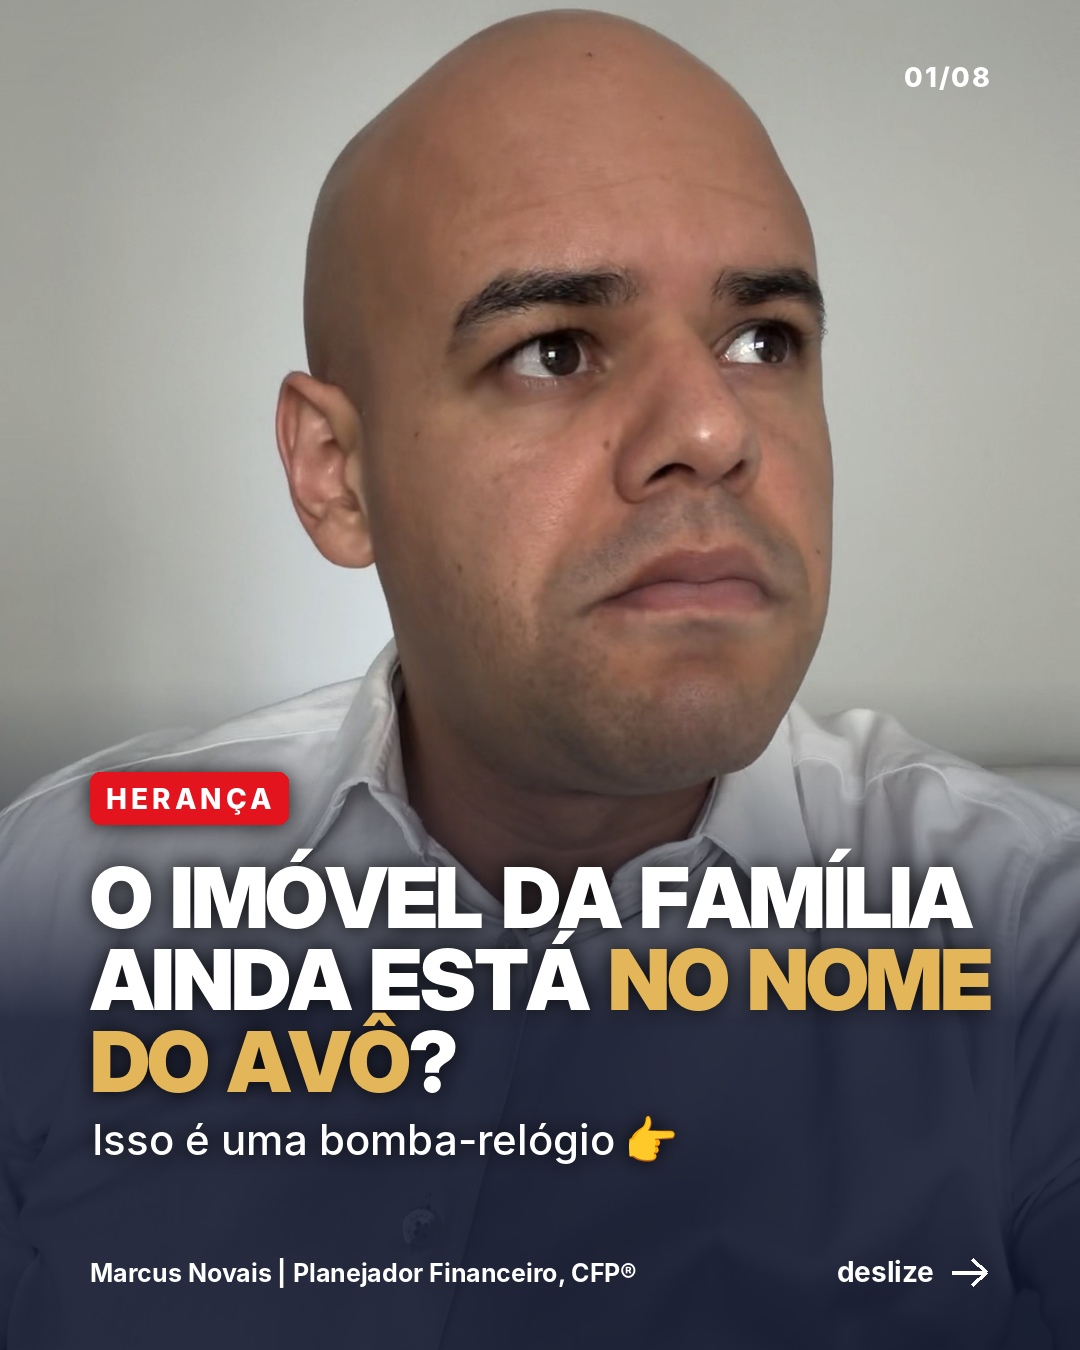 01/08
HERANÇA
O IMÓVEL DA FAMÍLIA
AINDA ESTÁ NO NOME
DO AVÔ?
Isso é uma bomba-relógio 👉
Marcus Novais | Planejador Financeiro, CFP®
deslize →